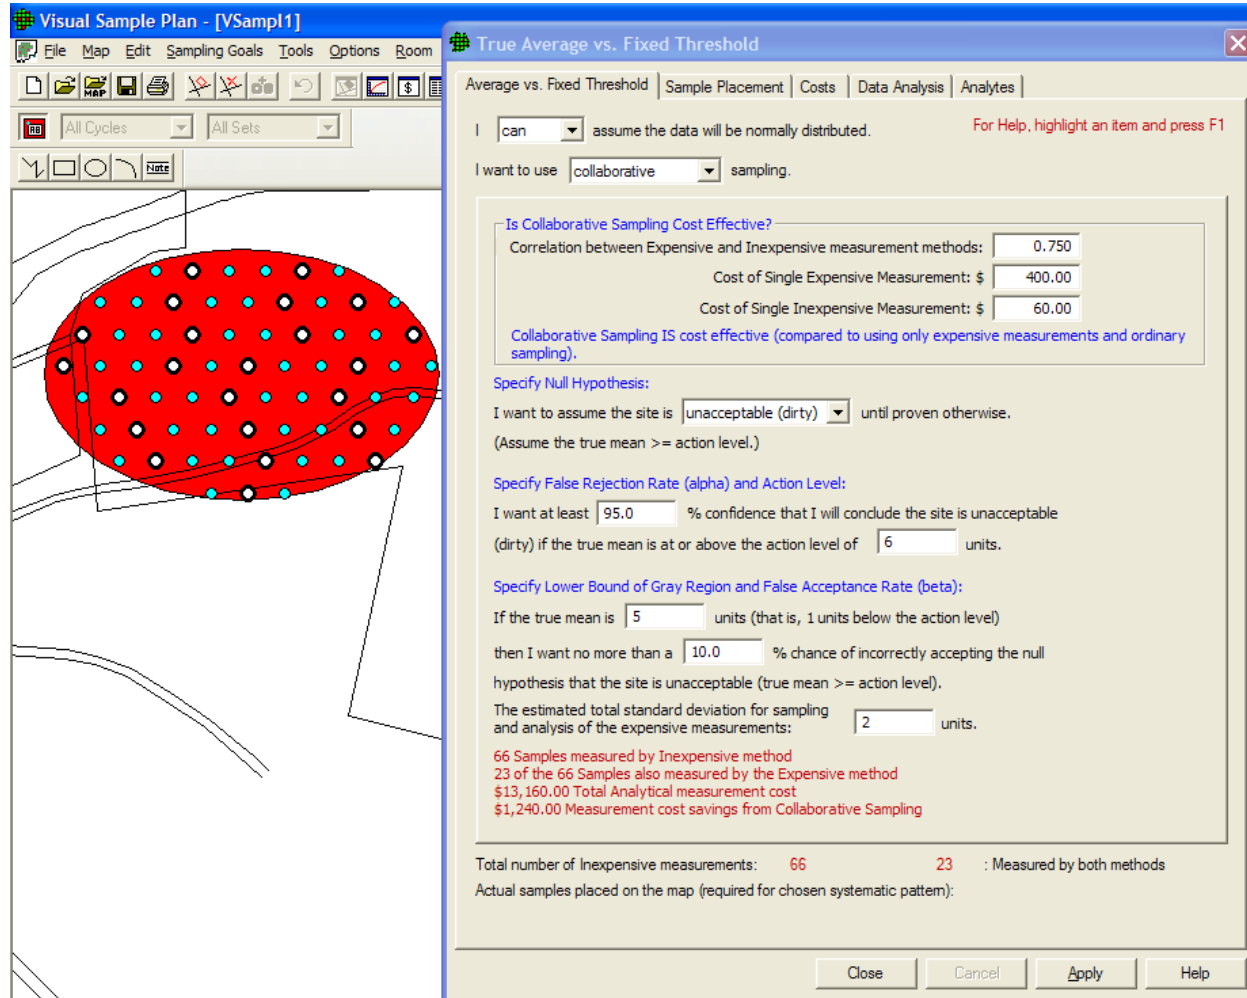 Visual Sample Plan - [VSampl1]
File Map Edit Sampling Goals Tools Options Room
MAP
$
All Cycles All Sets
Note
True Average vs. Fixed Threshold
Average vs. Fixed Threshold Sample Placement Costs Data Analysis Analytes
I can assume the data will be normally distributed.
For Help, highlight an item and press F1
I want to use collaborative sampling.
Is Collaborative Sampling Cost Effective?
Correlation between Expensive and Inexpensive measurement methods: 0.750
Cost of Single Expensive Measurement: $ 400.00
Cost of Single Inexpensive Measurement: $ 60.00
Collaborative Sampling IS cost effective (compared to using only expensive measurements and ordinary
sampling).
Specify Null Hypothesis:
I want to assume the site is unacceptable (dirty) until proven otherwise.
(Assume the true mean >= action level.)
Specify False Rejection Rate (alpha) and Action Level:
I want at least 95.0 % confidence that I will conclude the site is unacceptable
(dirty) if the true mean is at or above the action level of 6 units.
Specify Lower Bound of Gray Region and False Acceptance Rate (beta):
If the true mean is 5 units (that is, 1 units below the action level)
then I want no more than a 10.0 % chance of incorrectly accepting the null
hypothesis that the site is unacceptable (true mean >= action level).
The estimated total standard deviation for sampling
and analysis of the expensive measurements: 2 units.
66 Samples measured by Inexpensive method
23 of the 66 Samples also measured by the Expensive method
$13,160.00 Total Analytical measurement cost
$1,240.00 Measurement cost savings from Collaborative Sampling
Total number of Inexpensive measurements: 66 23 : Measured by both methods
Actual samples placed on the map (required for chosen systematic pattern):
Close Cancel Apply Help